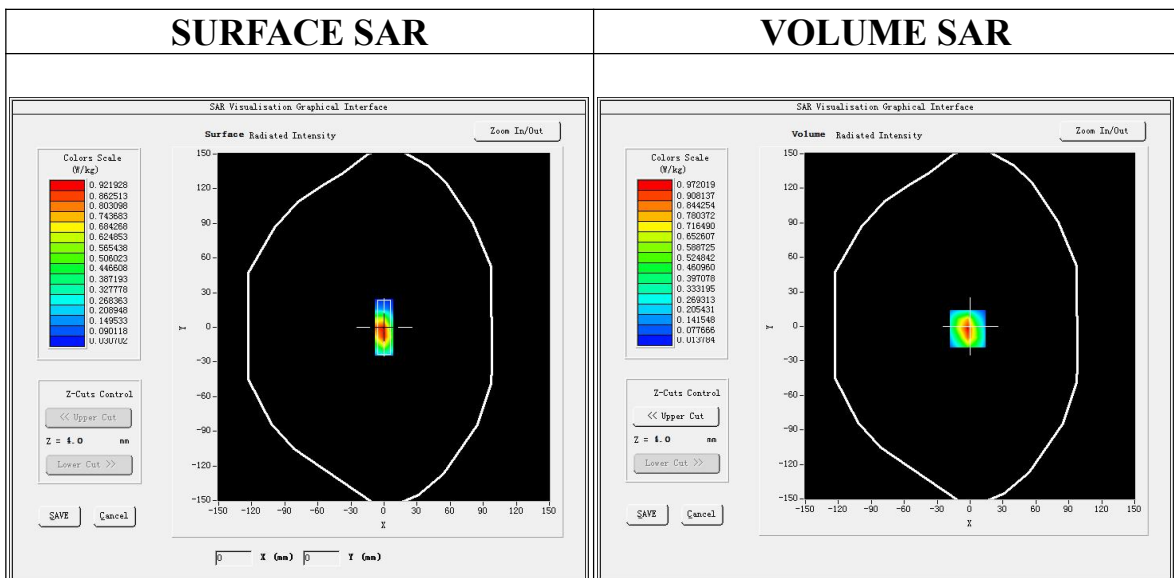 SURFACE SAR
VOLUME SAR
SAR Visualisation Graphical Interface
Surface Radiated Intensity
Zoom In/Out
Colors Scale
(W/kg)
0.921928
0.862513
0.803098
0.743683
0.684268
0.624853
0.565438
0.506023
0.446608
0.387193
0.327778
0.268363
0.208948
0.149533
0.090118
0.030702
150
120
90
60
30
0
-30
-60
-90
-120
-150
Y
-150 -120 -90 -60 -30 0 30 60 90 120 150
X
Z-Cuts Control
<< Upper Cut
Z = 4.0 mm
Lower Cut >>
SAVE Cancel
0 X (mm) 0 Y (mm)
SAR Visualisation Graphical Interface
Volume Radiated Intensity
Zoom In/Out
Colors Scale
(W/kg)
0.972019
0.908137
0.844254
0.780372
0.716490
0.652607
0.588725
0.524842
0.460960
0.397078
0.333195
0.269313
0.205431
0.141548
0.077666
0.013784
150
120
90
60
30
0
-30
-60
-90
-120
-150
Y
-150 -120 -90 -60 -30 0 30 60 90 120 150
X
Z-Cuts Control
<< Upper Cut
Z = 4.0 mm
Lower Cut >>
SAVE Cancel